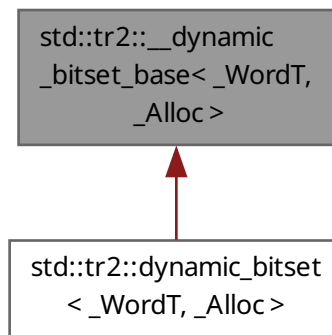 std::tr2::__dynamic
_bitset_base< _WordT,
_Alloc >
std::tr2::dynamic_bitset
< _WordT, _Alloc >